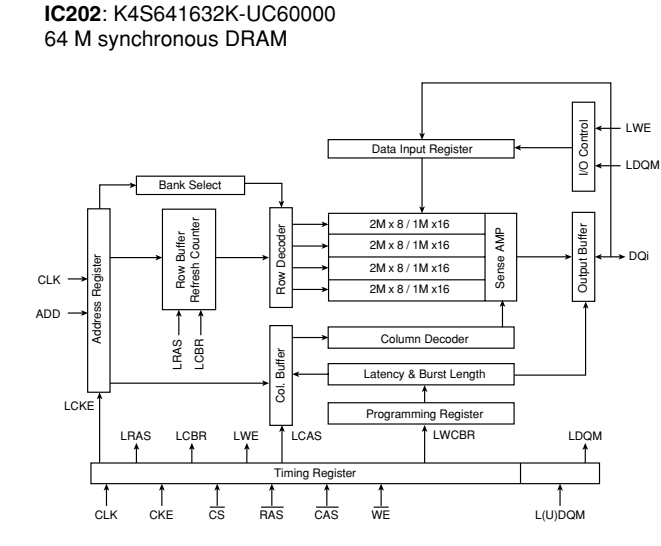 IC202: K4S641632K-UC60000
64 M synchronous DRAM
LWE
LDQM
I/O Control
Data Input Register
Bank Select
CLK
ADD
Address Register
Row Buffer
Refresh Counter
LRAS
LCBR
Row Decoder
2M x 8 / 1M x16
2M x 8 / 1M x16
2M x 8 / 1M x16
2M x 8 / 1M x16
Sense AMP
Output Buffer
DQi
Column Decoder
Col. Buffer
Latency & Burst Length
Programming Register
LCKE
LRAS
LCBR
LWE
LCAS
LWCBR
LDQM
Timing Register
CLK
CKE
CS
RAS
CAS
WE
L(U)DQM